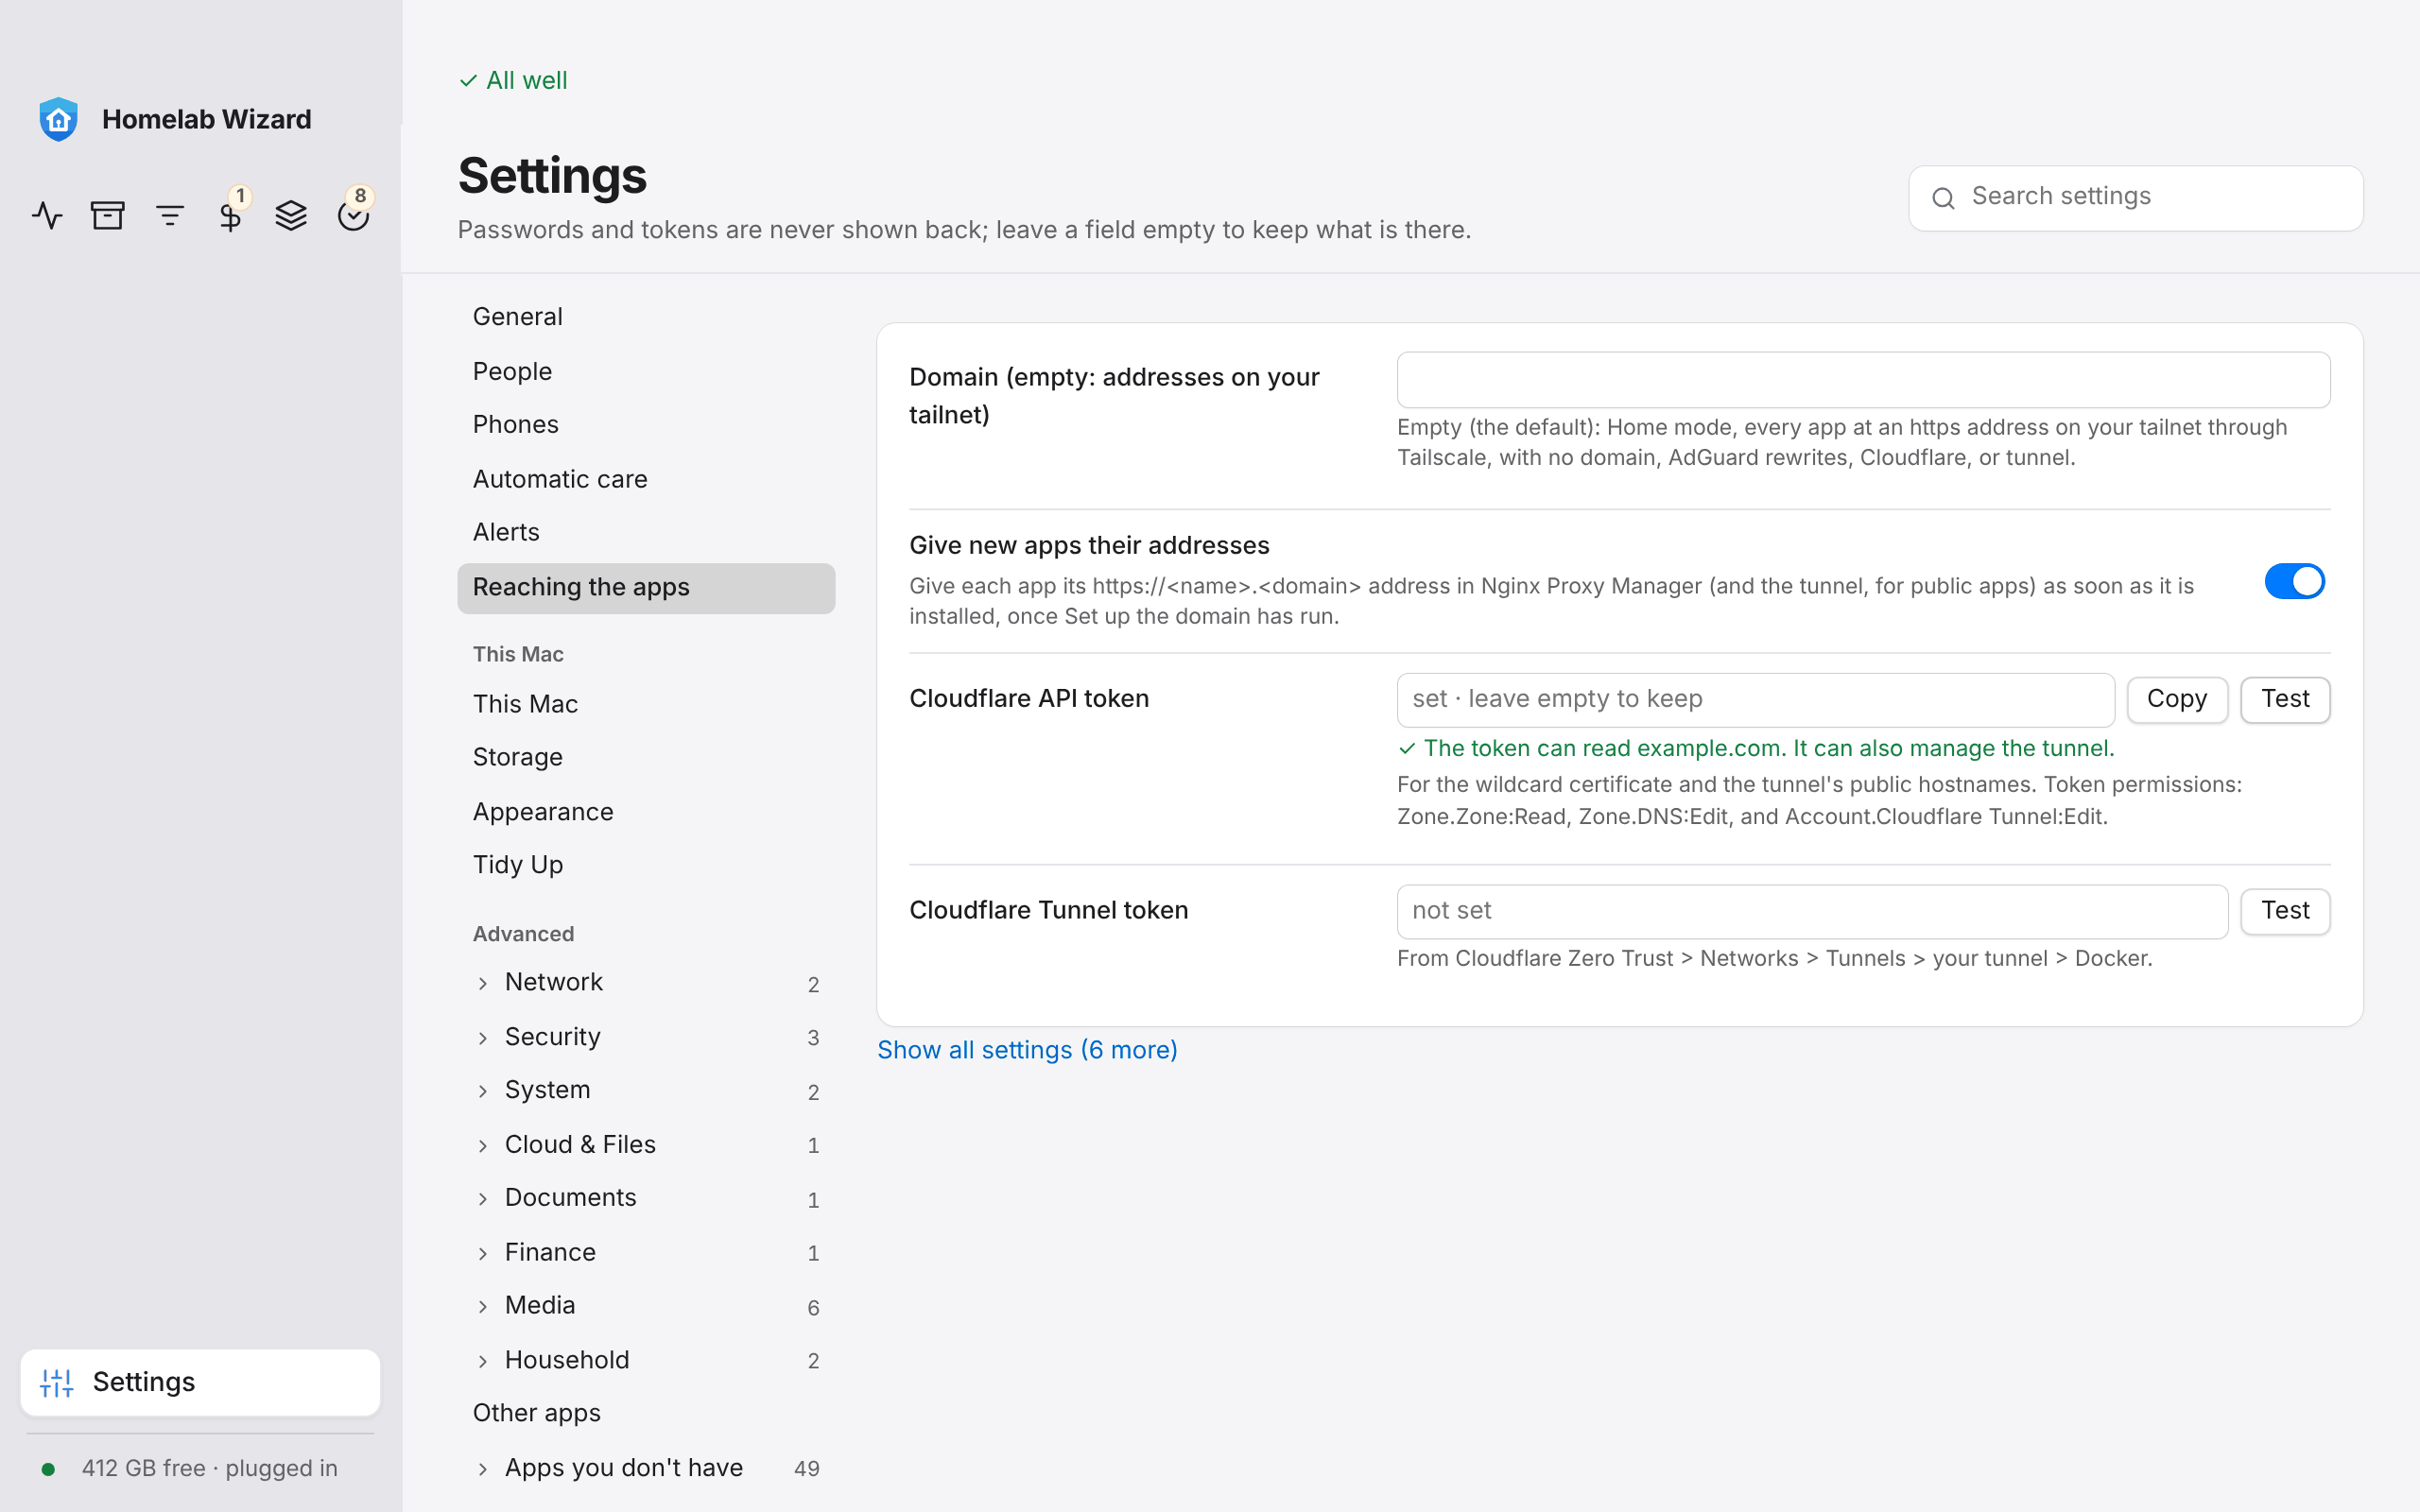 Homelab Wizard
1
8
Settings
412 GB free · plugged in
All well
Settings
Passwords and tokens are never shown back; leave a field empty to keep what is there.
Search settings
General
People
Phones
Automatic care
Alerts
Reaching the apps
This Mac
This Mac
Storage
Appearance
Tidy Up
Advanced
Network 2
Security 3
System 2
Cloud & Files 1
Documents 1
Finance 1
Media 6
Household 2
Other apps
Apps you don't have 49
Domain (empty: addresses on your
tailnet)
Empty (the default): Home mode, every app at an https address on your tailnet through
Tailscale, with no domain, AdGuard rewrites, Cloudflare, or tunnel.
Give new apps their addresses
Give each app its https://<name>.<domain> address in Nginx Proxy Manager (and the tunnel, for public apps) as soon as it is
installed, once Set up the domain has run.
Cloudflare API token
set · leave empty to keep
Copy
Test
The token can read example.com. It can also manage the tunnel.
For the wildcard certificate and the tunnel's public hostnames. Token permissions:
Zone.Zone:Read, Zone.DNS:Edit, and Account.Cloudflare Tunnel:Edit.
Cloudflare Tunnel token
not set
Test
From Cloudflare Zero Trust > Networks > Tunnels > your tunnel > Docker.
Show all settings (6 more)